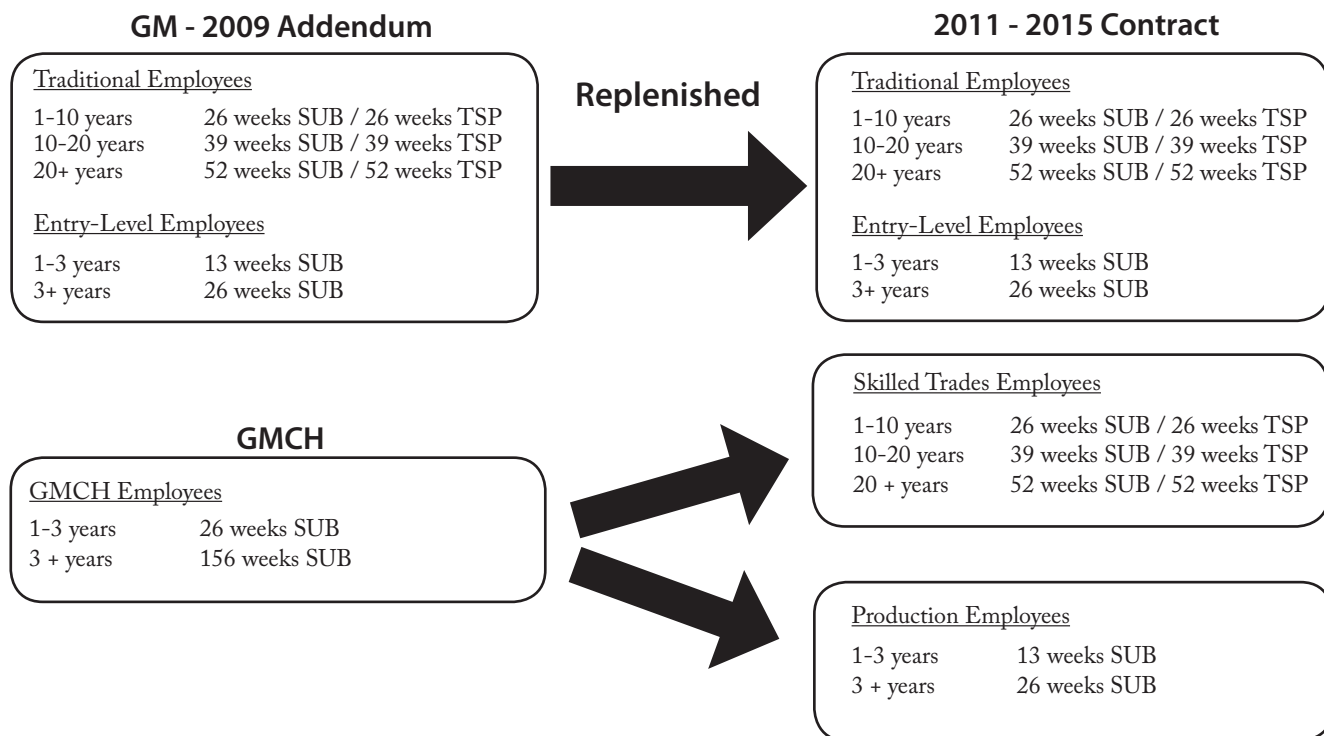 GM - 2009 Addendum
Traditional Employees
1-10 years 26 weeks SUB / 26 weeks TSP
10-20 years 39 weeks SUB / 39 weeks TSP
20+ years 52 weeks SUB / 52 weeks TSP
Entry-Level Employees
1-3 years 13 weeks SUB
3+ years 26 weeks SUB
Replenished
2011 - 2015 Contract
Traditional Employees
1-10 years 26 weeks SUB / 26 weeks TSP
10-20 years 39 weeks SUB / 39 weeks TSP
20+ years 52 weeks SUB / 52 weeks TSP
Entry-Level Employees
1-3 years 13 weeks SUB
3+ years 26 weeks SUB
GMCH
GMCH Employees
1-3 years 26 weeks SUB
3 + years 156 weeks SUB
Skilled Trades Employees
1-10 years 26 weeks SUB / 26 weeks TSP
10-20 years 39 weeks SUB / 39 weeks TSP
20 + years 52 weeks SUB / 52 weeks TSP
Production Employees
1-3 years 13 weeks SUB
3 + years 26 weeks SUB